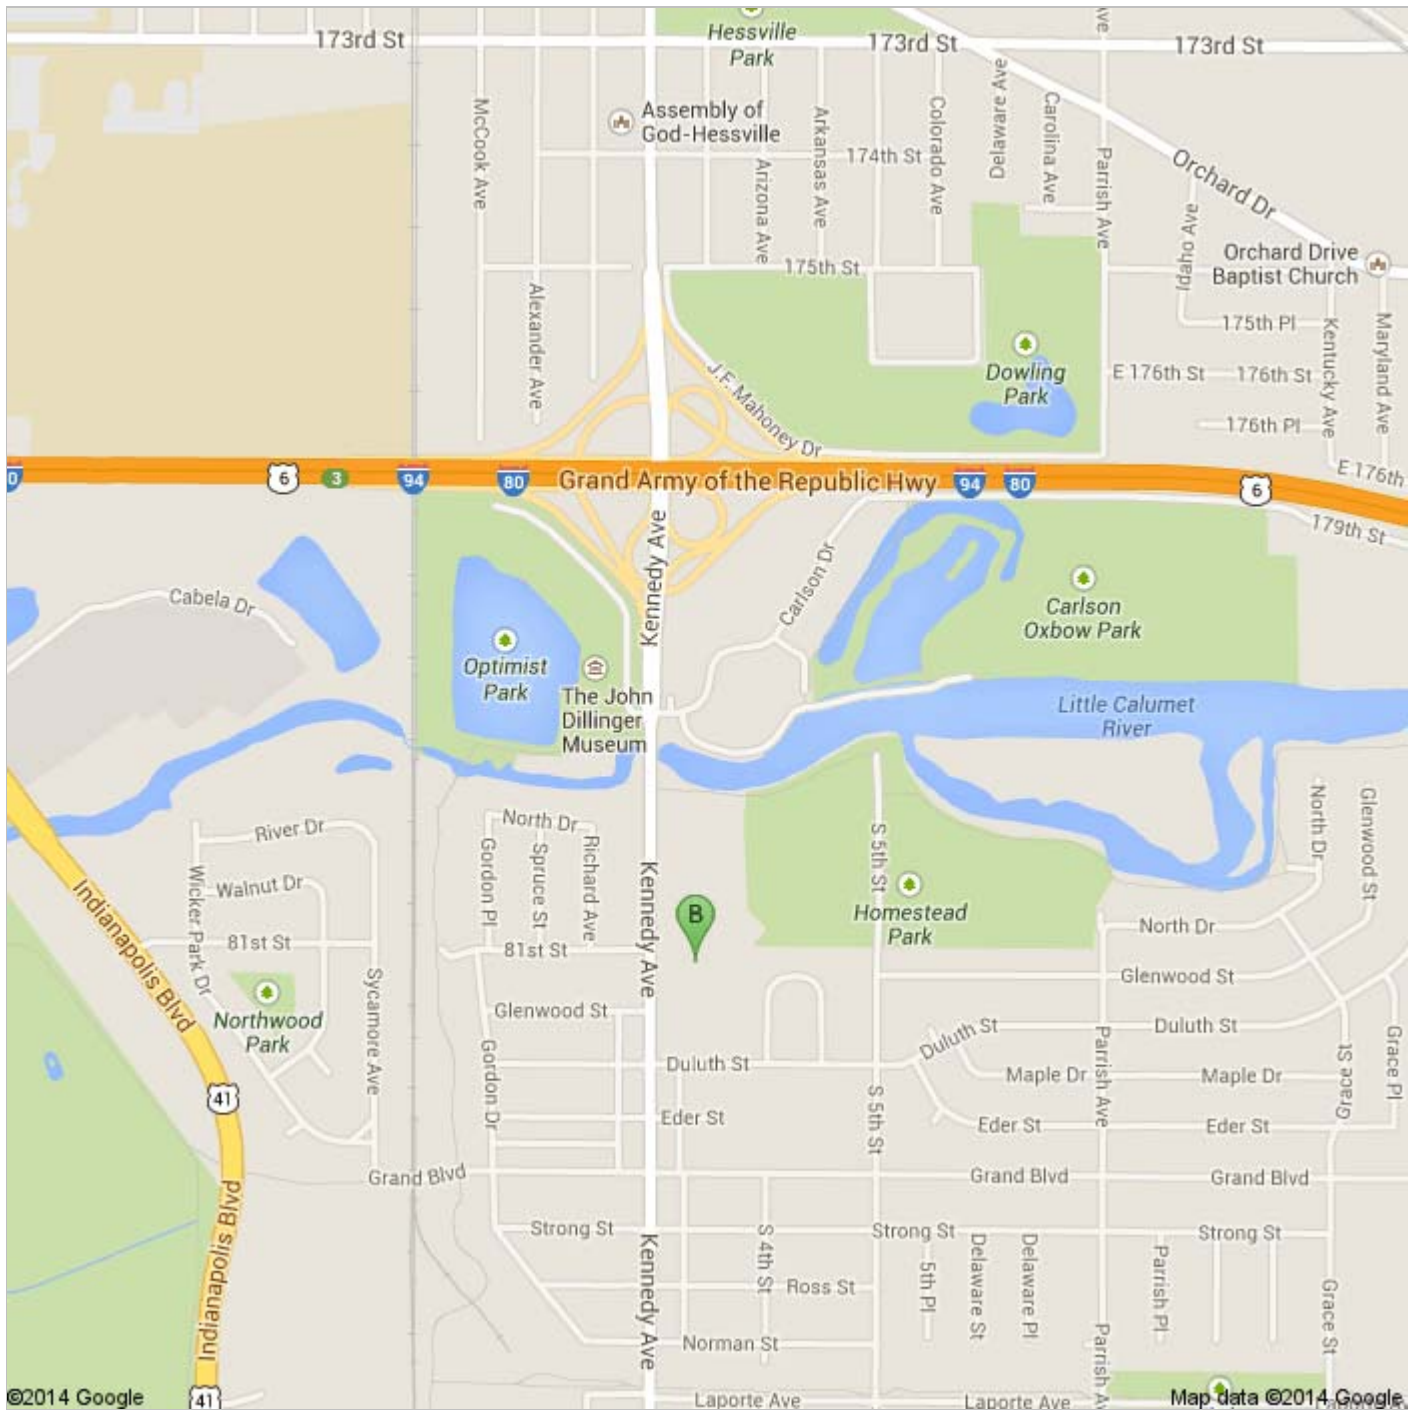 Hessville
Park
173rd St
173rd St
173rd St
Ave
Assembly of
God-Hessville
McCook Ave
Arkansas Ave
Colorado Ave
Delaware Ave
Carolina Ave
174th St
Arizona Ave
Parrish Ave
Orchard Dr
Idaho Ave
Orchard Drive
Baptist Church
175th St
Alexander Ave
175th Pl
Kentucky Ave
Maryland Ave
J.F. Mahoney Dr
Dowling
Park
E 176th St
176th St
176th Pl
E 176th
0
6
3
94
80
Grand Army of the Republic Hwy
94
80
6
179th St
Kennedy Ave
Carlson Dr
Cabela Dr
Carlson
Oxbow Park
Optimist
Park
The John
Dillinger
Museum
Little Calumet
River
North Dr
River Dr
Gordon Pl
Spruce St
Richard Ave
S 5th St
North Dr
Glenwood St
Indianapolis Blvd
Wicker Park Dr
Walnut Dr
Kennedy Ave
B
Homestead
Park
North Dr
81st St
81st St
Sycamore Ave
Glenwood St
Northwood
Park
Glenwood St
Duluth St
Duluth St
Duluth St
Gordon Dr
Parrish Ave
Grace St
Grace Pl
Maple Dr
Maple Dr
41
Eder St
S 5th St
Eder St
Eder St
Grand Blvd
Grand Blvd
Grand Blvd
Indianapolis Blvd
Strong St
Kennedy Ave
S 4th St
Strong St
5th Pl
Delaware St
Delaware Pl
Parrish Pl
Strong St
Ross St
Grace St
Norman St
Parrish Av
41
Laporte Ave
Laporte Ave
©2014 Google
Map data ©2014 Google